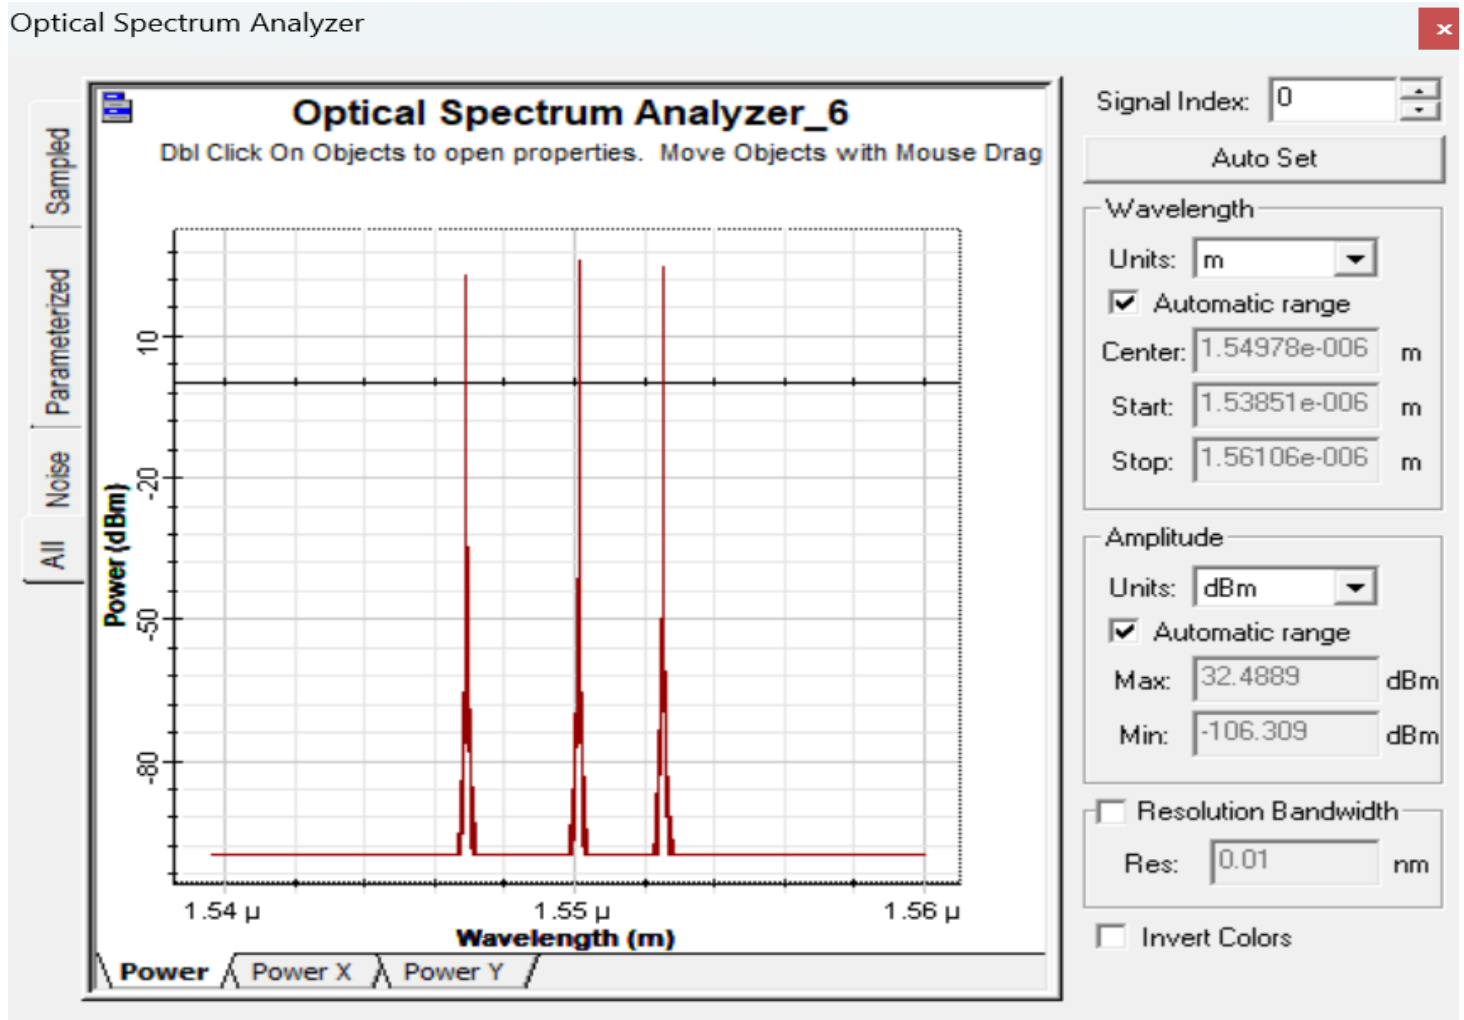 Optical Spectrum Analyzer
x
Sampled
Parameterized
Noise
All
Optical Spectrum Analyzer_6
Dbl Click On Objects to open properties. Move Objects with Mouse Drag
Power (dBm)
10
-20
-50
-80
1.54 µ
1.55 µ
1.56 µ
Wavelength (m)
Power
Power X
Power Y
Signal Index: 0
Auto Set
Wavelength
Units: m
Automatic range
Center: 1.54978e-006 m
Start: 1.53851e-006 m
Stop: 1.56106e-006 m
Amplitude
Units: dBm
Automatic range
Max: 32.4889 dBm
Min: -106.309 dBm
Resolution Bandwidth
Res: 0.01 nm
Invert Colors